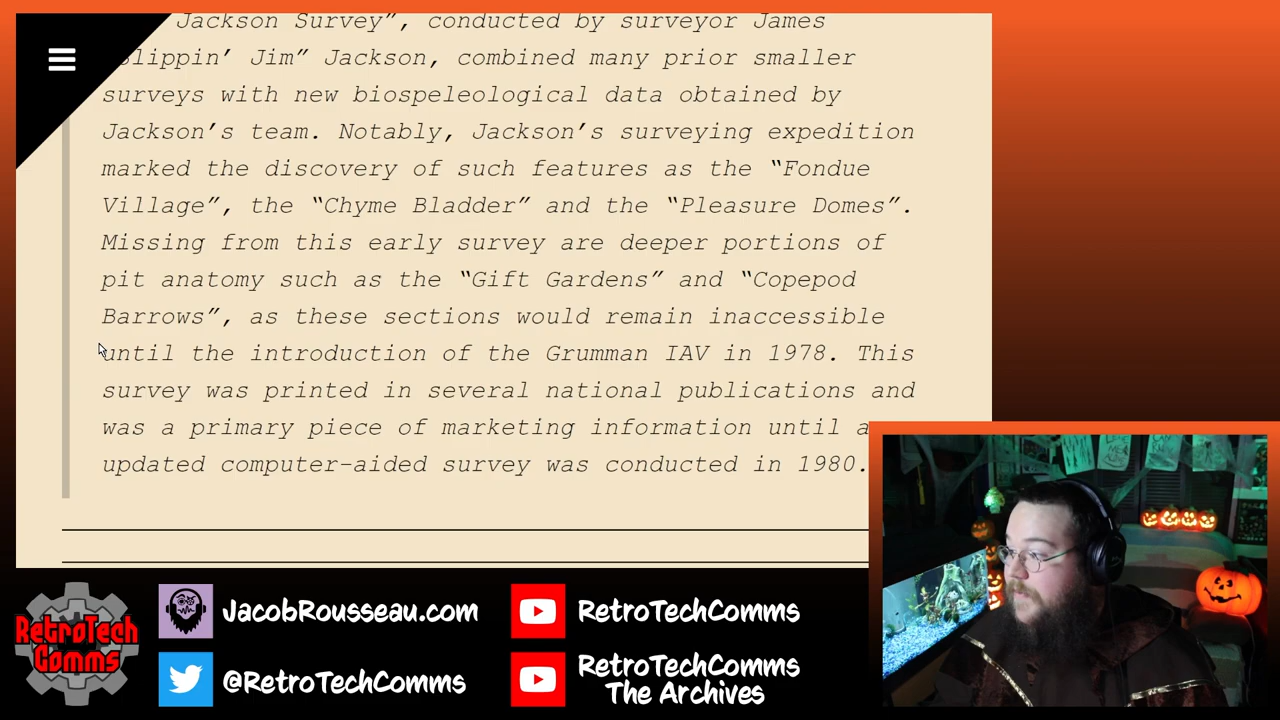 Jackson Survey”, conducted by surveyor James
Slippin’ Jim” Jackson, combined many prior smaller
surveys with new biospeleological data obtained by
Jackson’s team. Notably, Jackson’s surveying expedition
marked the discovery of such features as the “Fondue
Village”, the “Chyme Bladder” and the “Pleasure Domes”.
Missing from this early survey are deeper portions of
pit anatomy such as the “Gift Gardens” and “Copepod
Barrows”, as these sections would remain inaccessible
until the introduction of the Grumman IAV in 1978. This
survey was printed in several national publications and
was a primary piece of marketing information until a
updated computer-aided survey was conducted in 1980.
RetroTech
Comms
JacobRousseau.com
@RetroTechComms
RetroTechComms
RetroTechComms
The Archives